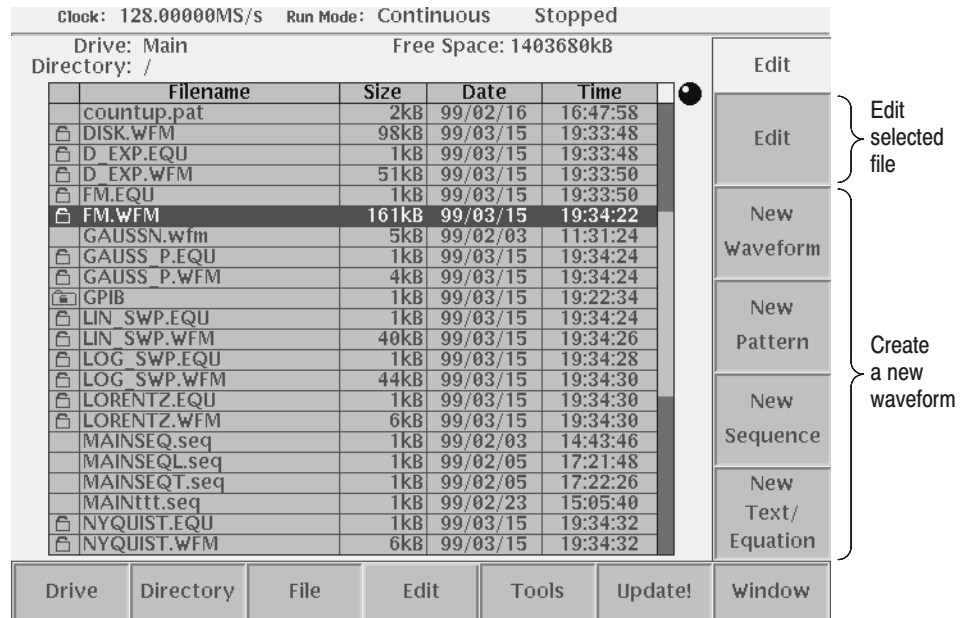 Clock: 128.00000MS/s Run Mode: Continuous Stopped
Drive: Main Free Space: 1403680kB
Directory: /
Filename Size Date Time
countup.pat 2kB 99/02/16 16:47:58
DISK.WFM 98kB 99/03/15 19:33:48
D_EXP.EQU 1kB 99/03/15 19:33:48
D_EXP.WFM 51kB 99/03/15 19:33:50
FM.EQU 1kB 99/03/15 19:33:50
FM.WFM 161kB 99/03/15 19:34:22
GAUSSN.wfm 5kB 99/02/03 11:31:24
GAUSS_P.EQU 1kB 99/03/15 19:34:24
GAUSS_P.WFM 4kB 99/03/15 19:34:24
GPIB 1kB 99/03/15 19:22:34
LIN_SWP.EQU 1kB 99/03/15 19:34:24
LIN_SWP.WFM 40kB 99/03/15 19:34:26
LOG_SWP.EQU 1kB 99/03/15 19:34:28
LOG_SWP.WFM 44kB 99/03/15 19:34:30
LORENTZ.EQU 1kB 99/03/15 19:34:30
LORENTZ.WFM 6kB 99/03/15 19:34:30
MAINSEQ.seq 1kB 99/02/03 14:43:46
MAINSEQL.seq 1kB 99/02/05 17:21:48
MAINSEQT.seq 1kB 99/02/05 17:22:26
MAINttt.seq 1kB 99/02/23 15:05:40
NYQUIST.EQU 1kB 99/03/15 19:34:32
NYQUIST.WFM 6kB 99/03/15 19:34:32
Edit
Edit
New
Waveform
New
Pattern
New
Sequence
New
Text/
Equation
Edit
selected
file
Create
a new
waveform
Drive Directory File Edit Tools Update! Window